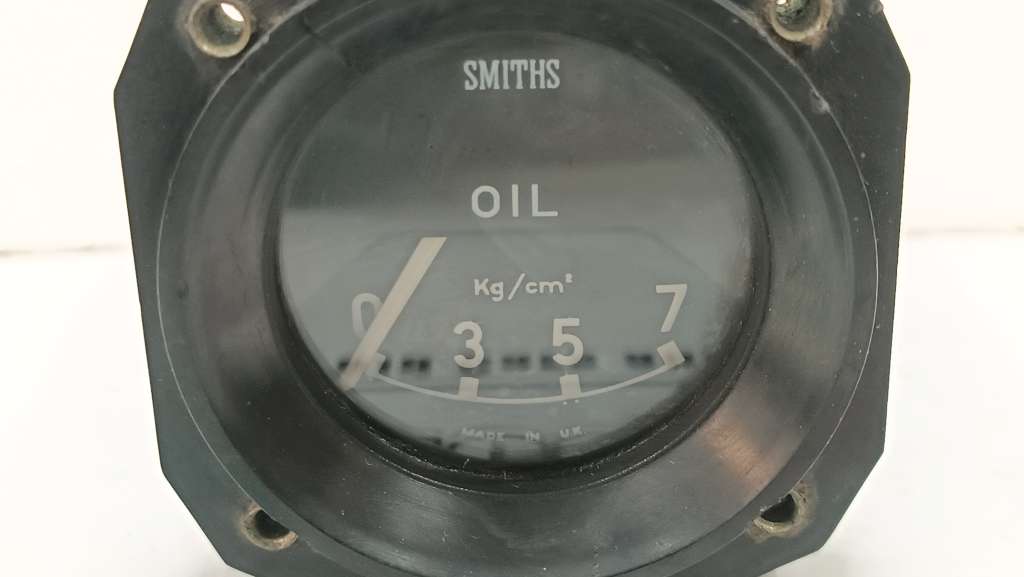 SMITHS
OIL
Kg/cm²
0 3 5 7
MADE IN U.K.